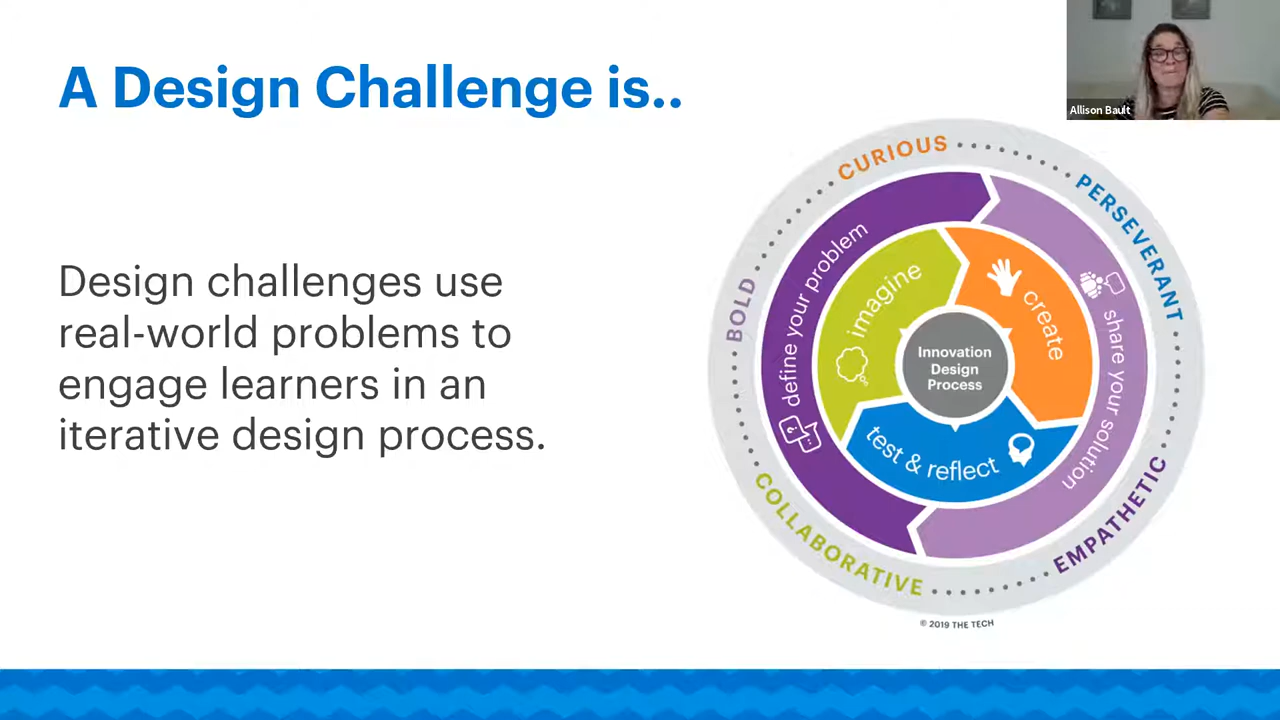 A Design Challenge is..
Allison Bault
Design challenges use
real-world problems to
engage learners in an
iterative design process.
CURIOUS
PERSEVERANT
EMPATHETIC
COLLABORATIVE
BOLD
define your problem
share your solution
imagine
create
test & reflect
Innovation
Design
Process
© 2019 THE TECH